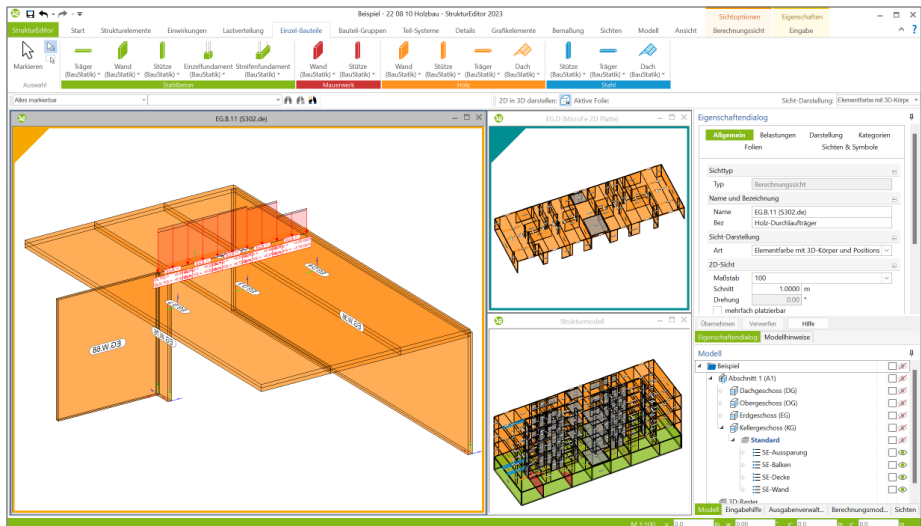 Beispiel - 22 08 10 Holzbau - StrukturEditor 2023
Sichtoptionen Eigenschaften
StrukturEditor Start Strukturelemente Einwirkungen Lastverteilung Einzel-Bauteile Bauteil-Gruppen Teil-Systeme Details Grafikelemente Bemaßung Sichten Modell Ansicht Berechnungssicht Eingabe
Markieren Träger Wand Stütze Einzelfundament Streifenfundament Wand Stütze Träger Wand Stütze Dach Stütze Träger Dach
(BauStatik) (BauStatik) (BauStatik) (BauStatik) (BauStatik) (BauStatik) (BauStatik) (BauStatik) (BauStatik) (BauStatik) (BauStatik) (BauStatik) (BauStatik) (BauStatik)
Auswahl Stahlbeton Mauerwerk Holz Stahl
Alles markierbar 2D in 3D darstellen: Aktive Folie: Sicht-Darstellung: Elementfarbe mit 3D-Körpe
EG.B.11 (S302.de)
EG.W.68
EG.D (MicroFe 2D Platte)
Strukturmodell
Eigenschaftendialog
Allgemein Belastungen Darstellung Kategorien
Folien Sichten & Symbole
Sichttyp
Typ Berechnungssicht
Name und Bezeichnung
Name EG.B.11 (S302.de)
Bez Holz-Durchlaufträger
Sicht-Darstellung
Art Elementfarbe mit 3D-Körper und Positions
2D-Sicht
Maßstab 100
Schnitt 1.0000 m
Drehung 0.00 °
mehrfach platzierbar
Übernehmen Verwerfen Hilfe
Eigenschaftendialog Modellhinweise
Modell
Beispiel
Abschnitt 1 (A1)
Dachgeschoss (DG)
Obergeschoss (OG)
Erdgeschoss (EG)
Kellergeschoss (KG)
Standard
SE-Aussparung
SE-Balken
SE-Decke
SE-Wand
3D-Raster
Modell Eingabehilfe Ausgabenverwalt... Berechnungsmod... Sichten
M 1:100